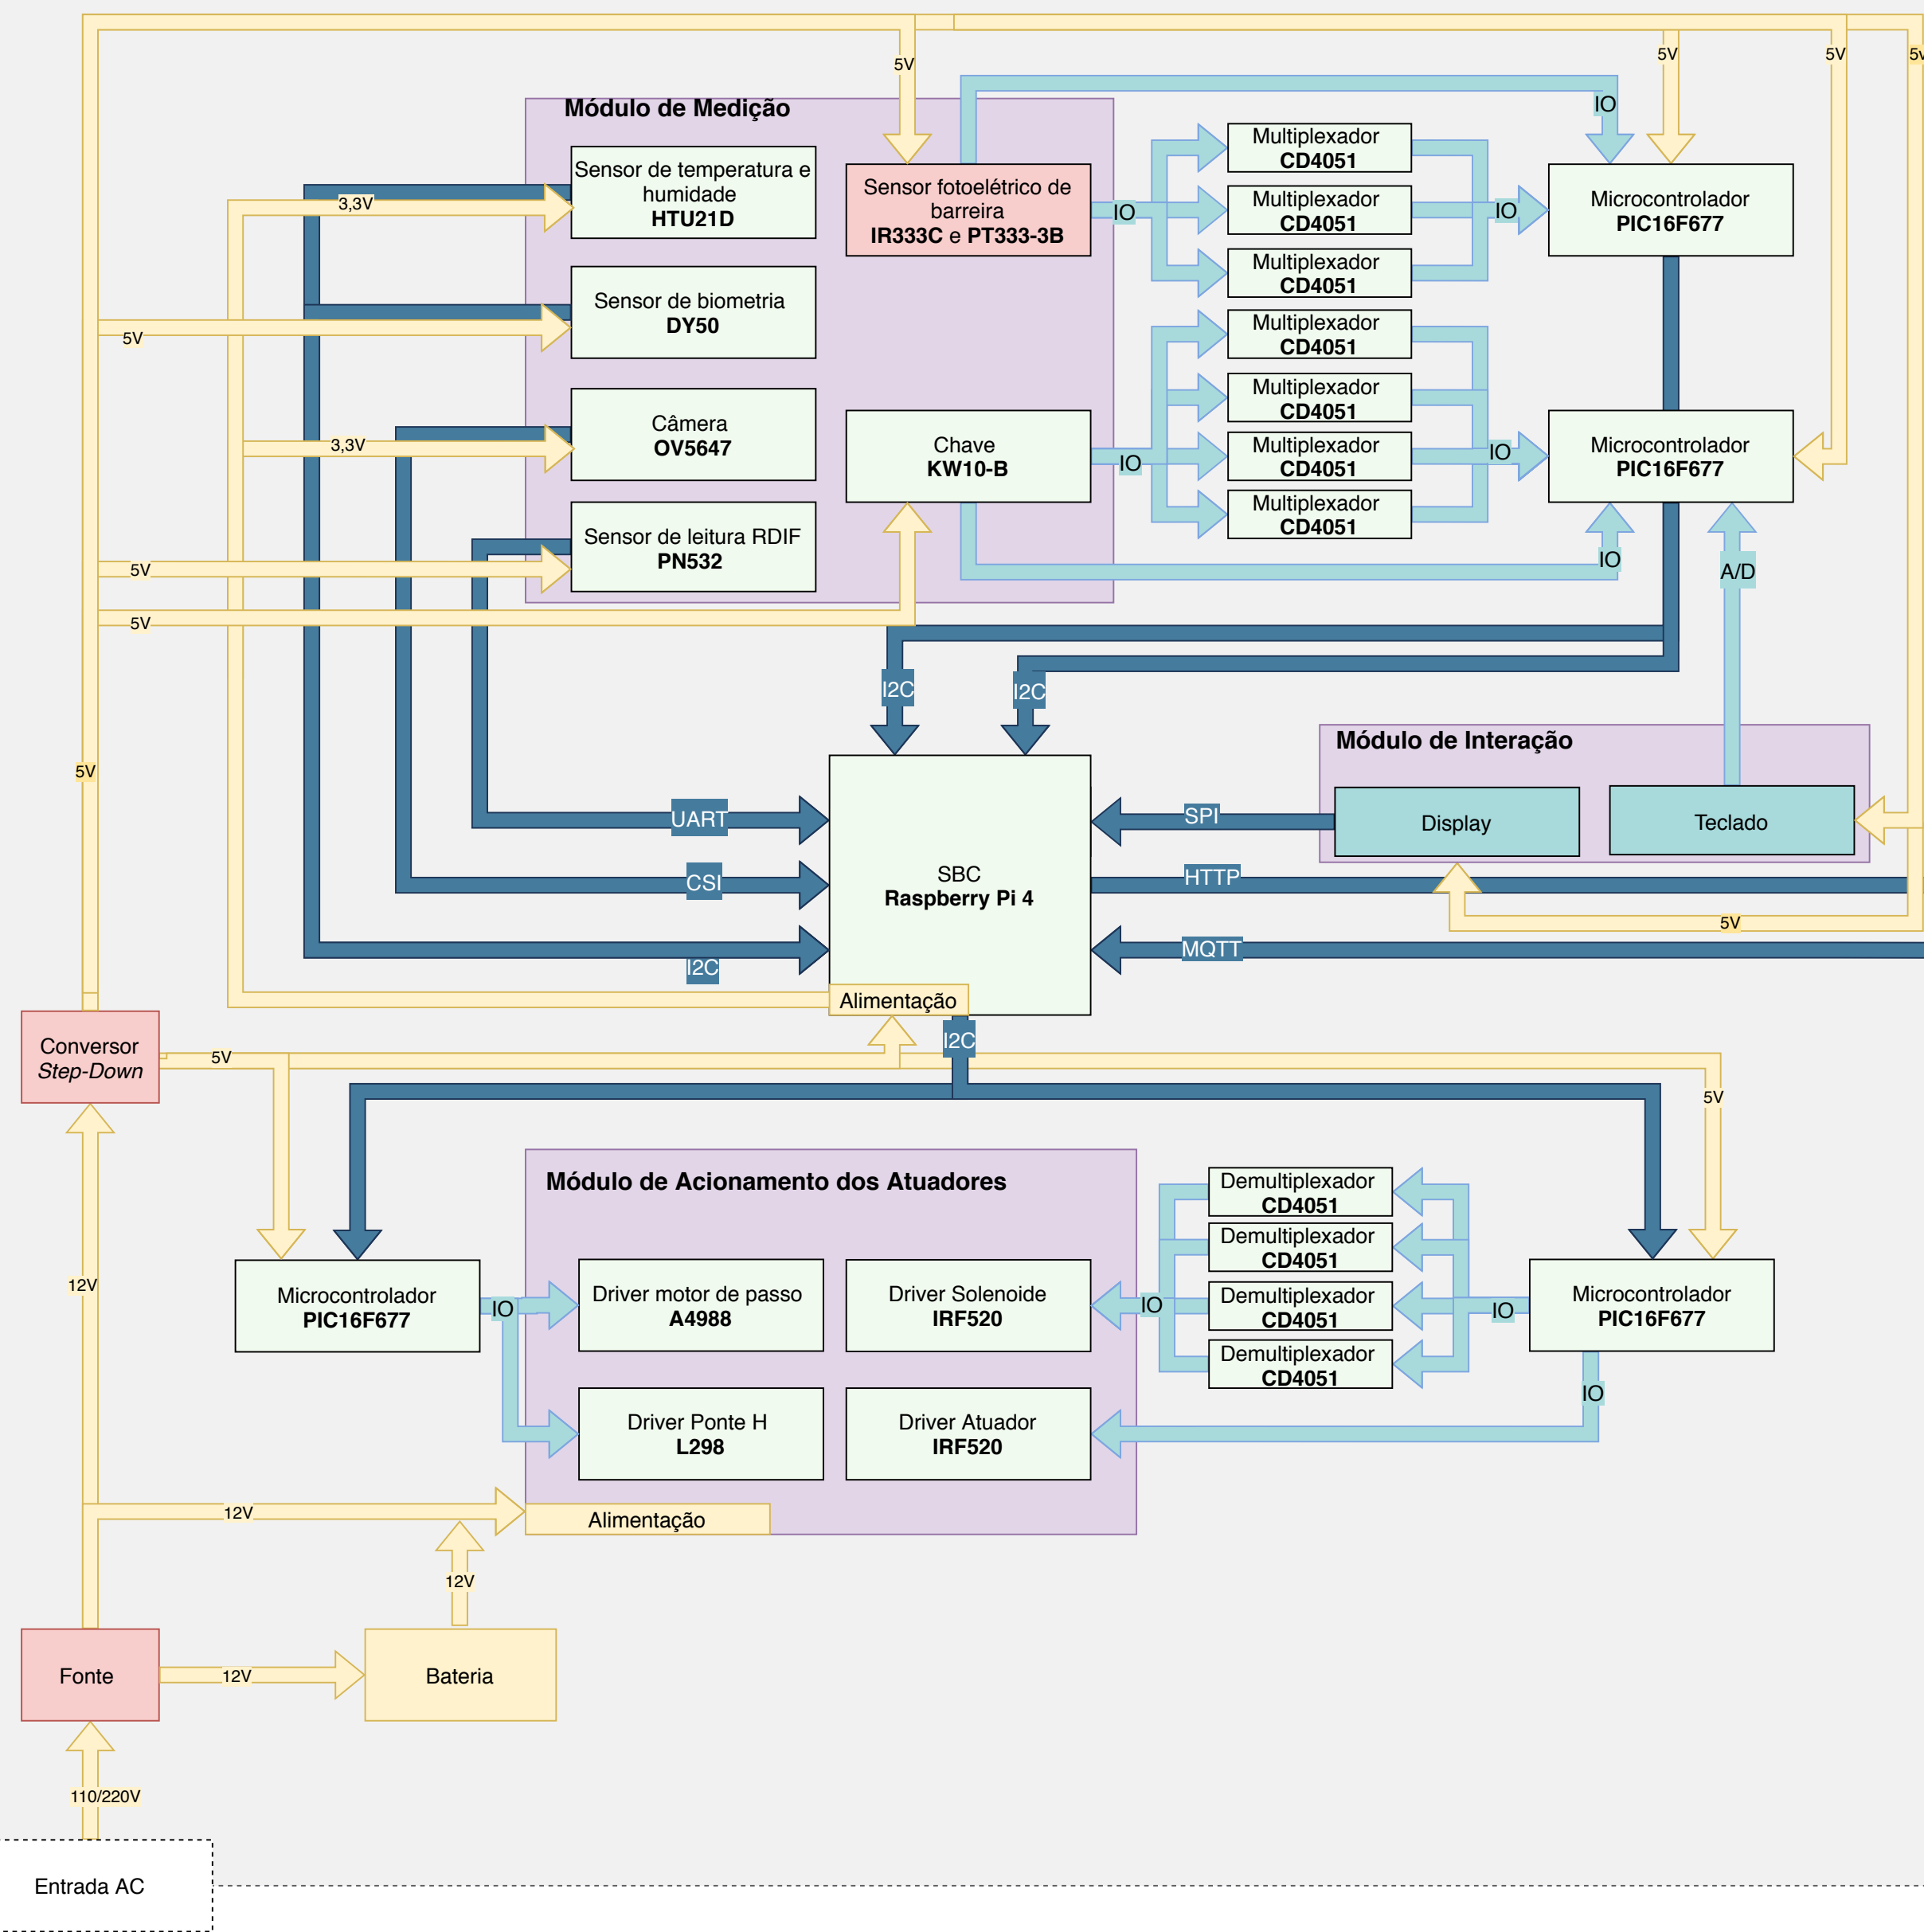 5V
5V
5V
5v
IO
Módulo de Medição
Sensor de temperatura e
humidade
HTU21D
3,3V
Sensor fotoelétrico de
barreira
IR333C e PT333-3B
IO
Multiplexador
CD4051
Multiplexador
CD4051
Multiplexador
CD4051
IO
Microcontrolador
PIC16F677
Sensor de biometria
DY50
5V
Câmera
OV5647
3,3V
Chave
KW10-B
IO
Multiplexador
CD4051
Multiplexador
CD4051
Multiplexador
CD4051
Multiplexador
CD4051
IO
Microcontrolador
PIC16F677
Sensor de leitura RDIF
PN532
5V
5V
IO
A/D
I2C
I2C
5V
Módulo de Interação
Display
Teclado
UART
CSI
I2C
SBC
Raspberry Pi 4
SPI
HTTP
5V
MQTT
Alimentação
I2C
Conversor
Step-Down
5V
5V
Módulo de Acionamento dos Atuadores
Demultiplexador
CD4051
Demultiplexador
CD4051
Demultiplexador
CD4051
Demultiplexador
CD4051
12V
Microcontrolador
PIC16F677
IO
Driver motor de passo
A4988
Driver Solenoide
IRF520
IO
IO
Microcontrolador
PIC16F677
IO
Driver Ponte H
L298
Driver Atuador
IRF520
12V
Alimentação
12V
Fonte
12V
Bateria
110/220V
Entrada AC